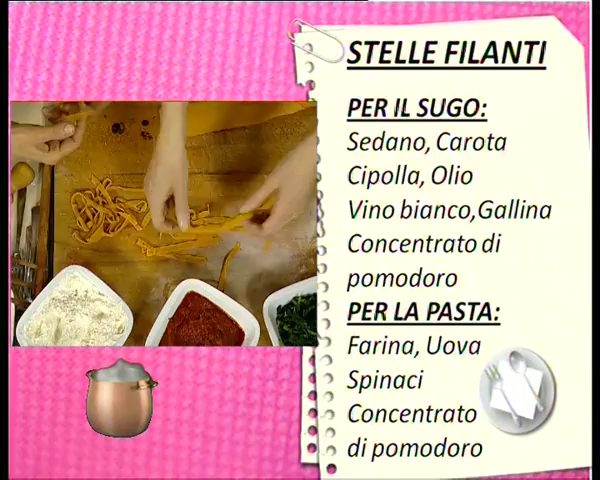 STELLE FILANTI
PER IL SUGO:
Sedano, Carota
Cipolla, Olio
Vino bianco,Gallina
Concentrato di
pomodoro
PER LA PASTA:
Farina, Uova
Spinaci
Concentrato
di pomodoro